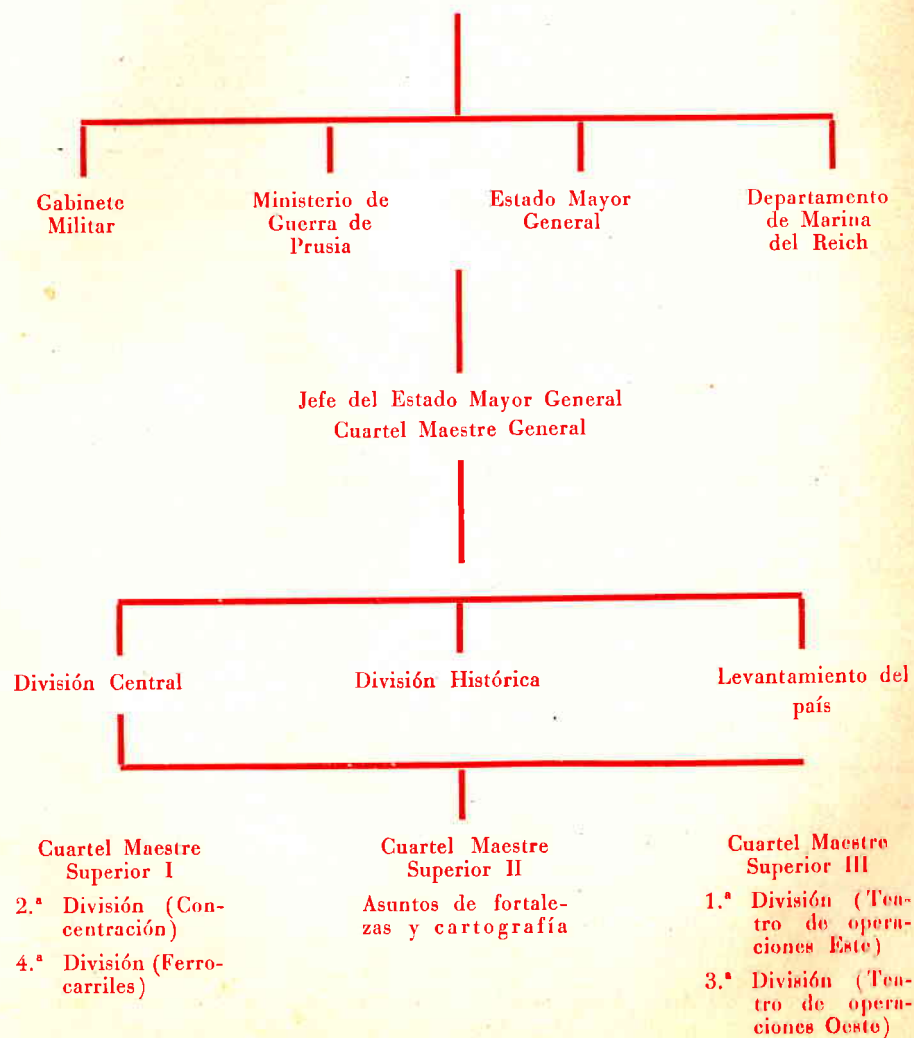 Gabinete
Militar
Ministerio de
Guerra de
Prusia
Estado Mayor
General
Departamento
de Marina
del Reich
Jefe del Estado Mayor General
Cuartel Maestre General
División Central
División Histórica
Levantamiento del
país
Cuartel Maestre
Superior I
2.ª División (Con-
centración)
4.ª División (Ferro-
carriles)
Cuartel Maestre
Superior II
Asuntos de fortale-
zas y cartografía
Cuartel Maestre
Superior III
1.ª División (Tea-
tro de opera-
ciones Este)
3.ª División (Tea-
tro de opera-
ciones Oeste)